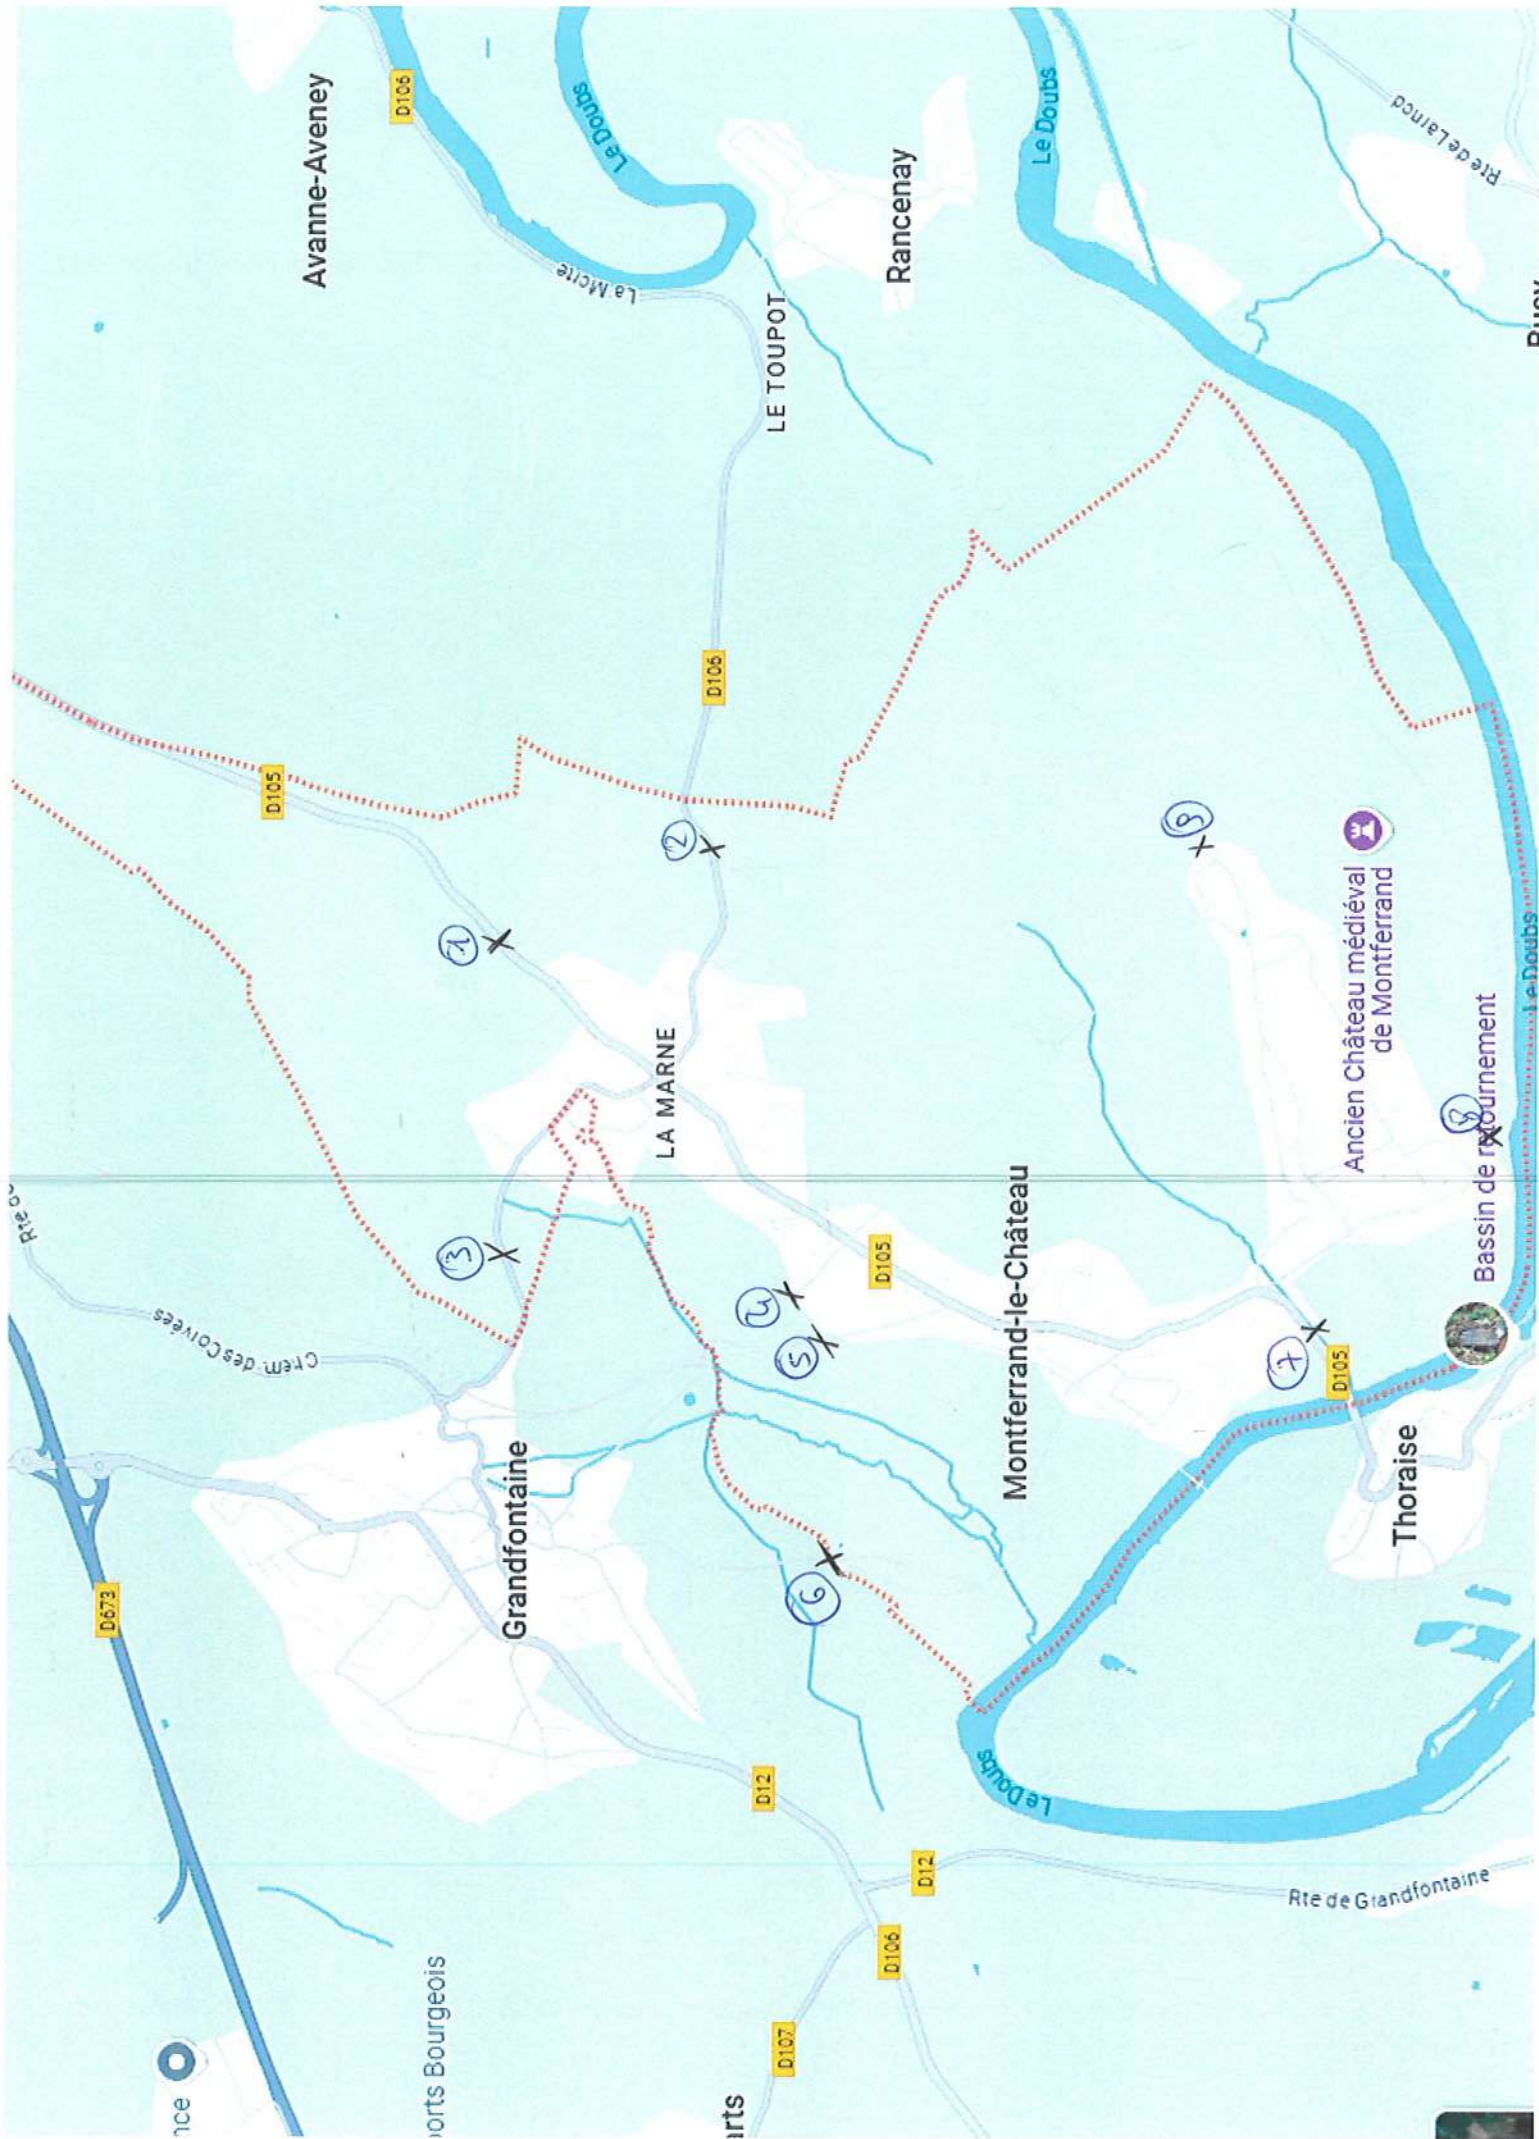 nce
Chem. des Corvées
D673
D105
Avanne-Aveney
D106
orts Bourgeois
1
3
Grandfontaine
Le Doubs
LA MARNE
2
D106
arts
4
D12
LE TOUPOT
D107
5
6
D105
D106
Rancenay
D12
Montferrand-le-Château
Le Doubs
Le Doubs
9
7
D105
Ancien Château médiéval
de Montferrand
Rte de Grandfontaine
Thoraise
Rte de Larnod
8
Bassin de retournement
Le Doubs